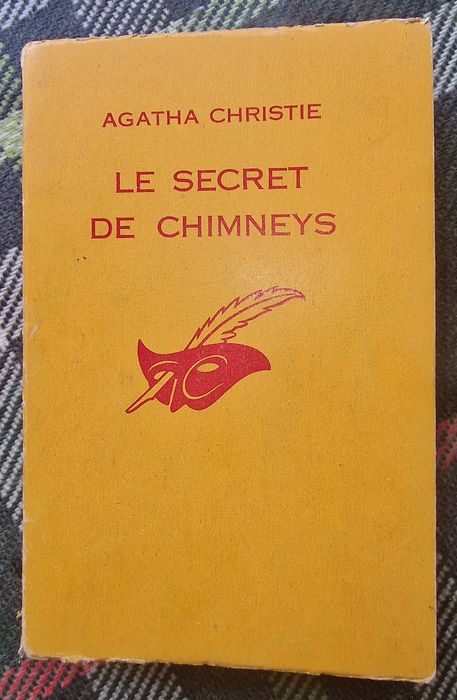 AGATHA CHRISTIE
LE SECRET
DE CHIMNEYS